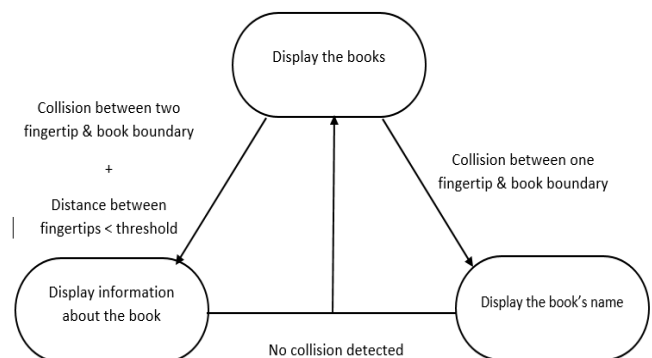 Display the books
Collision between two
fingertip & book boundary
+
Distance between
fingertips < threshold
Collision between one
fingertip & book boundary
Display information
about the book
Display the book's name
No collision detected